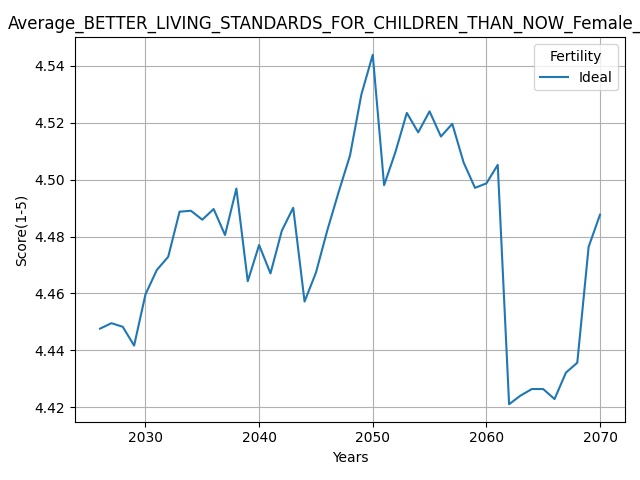 Average_BETTER_LIVING_STANDARDS_FOR_CHILDREN_THAN_NOW_Female_
Fertility
Ideal
Score(1-5)
4.54
4.52
4.50
4.48
4.46
4.44
4.42
2030 2040 2050 2060 2070
Years